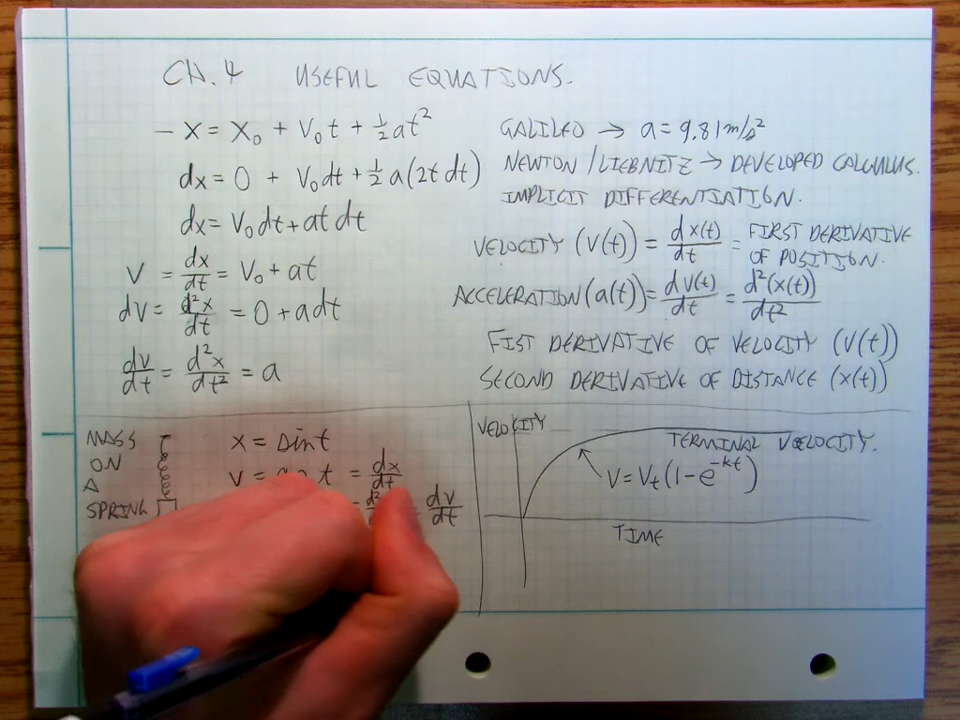 CH. 4 USEFUL EQUATIONS.
- X = X₀ + V₀t + ½at²
dx = 0 + V₀dt + ½a(2t dt)
dx = V₀dt + at dt
V = dx/dt = V₀ + at
dV = d²x/dt = 0 + adt
dv/dt = d²x/dt² = a
GALILEO → a = 9.81m/s²
NEWTON/LIEBNITZ → DEVELOPED CALCULUS.
IMPLICIT DIFFERENTIATION.
VELOCITY (V(t)) = dx(t)/dt = FIRST DERIVATIVE
OF POSITION.
ACCELERATION (a(t)) = dV(t)/dt = d²(x(t))/dt²
FIST DERIVATIVE OF VELOCITY (V(t))
SECOND DERIVATIVE OF DISTANCE (x(t))
MASS
ON
A
SPRING
x = sint
V = t = dx/dt
= dv/dt
VELOCITY
TERMINAL VELOCITY.
V = Vt(1-e^-kt)
TIME